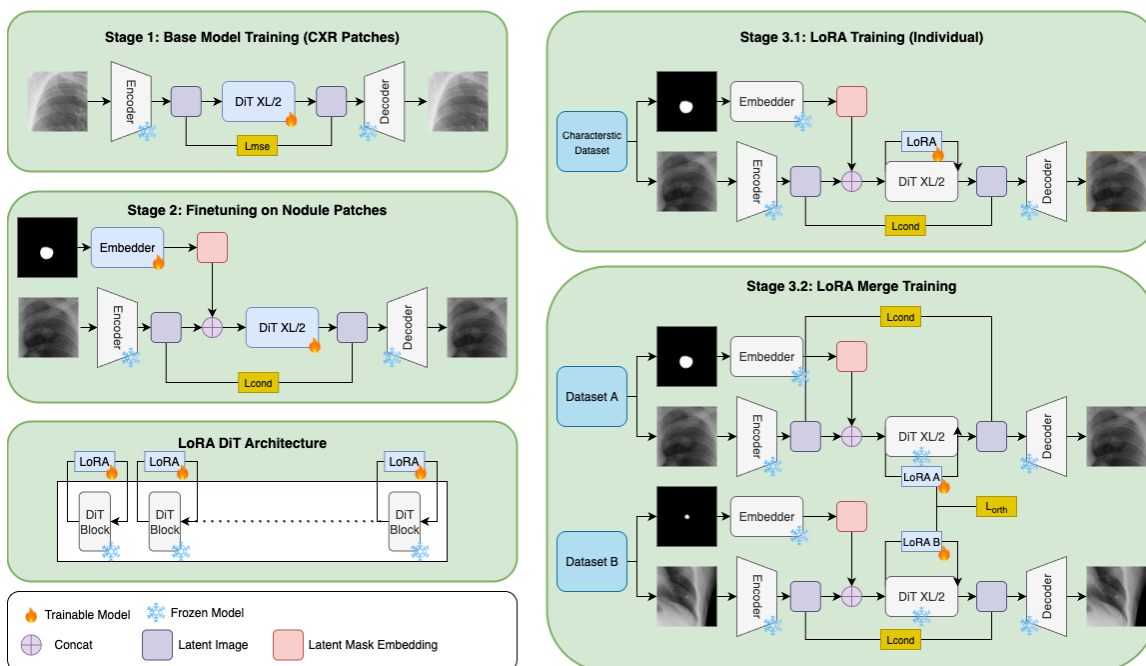 Stage 1: Base Model Training (CXR Patches)
Encoder
DiT XL/2
Decoder
Lmse
Stage 2: Finetuning on Nodule Patches
Embedder
Encoder
DiT XL/2
Decoder
Lcond
LoRA DiT Architecture
LoRA
LoRA
LoRA
DiT
Block
DiT
Block
DiT
Block
Trainable Model
Frozen Model
Concat
Latent Image
Latent Mask Embedding
Stage 3.1: LoRA Training (Individual)
Characterstic
Dataset
Embedder
Encoder
LoRA
DiT XL/2
Decoder
Lcond
Stage 3.2: LoRA Merge Training
Lcond
Dataset A
Embedder
Encoder
DiT XL/2
Decoder
LoRA A
Lorth
Dataset B
Embedder
LoRA B
Encoder
DiT XL/2
Decoder
Lcond